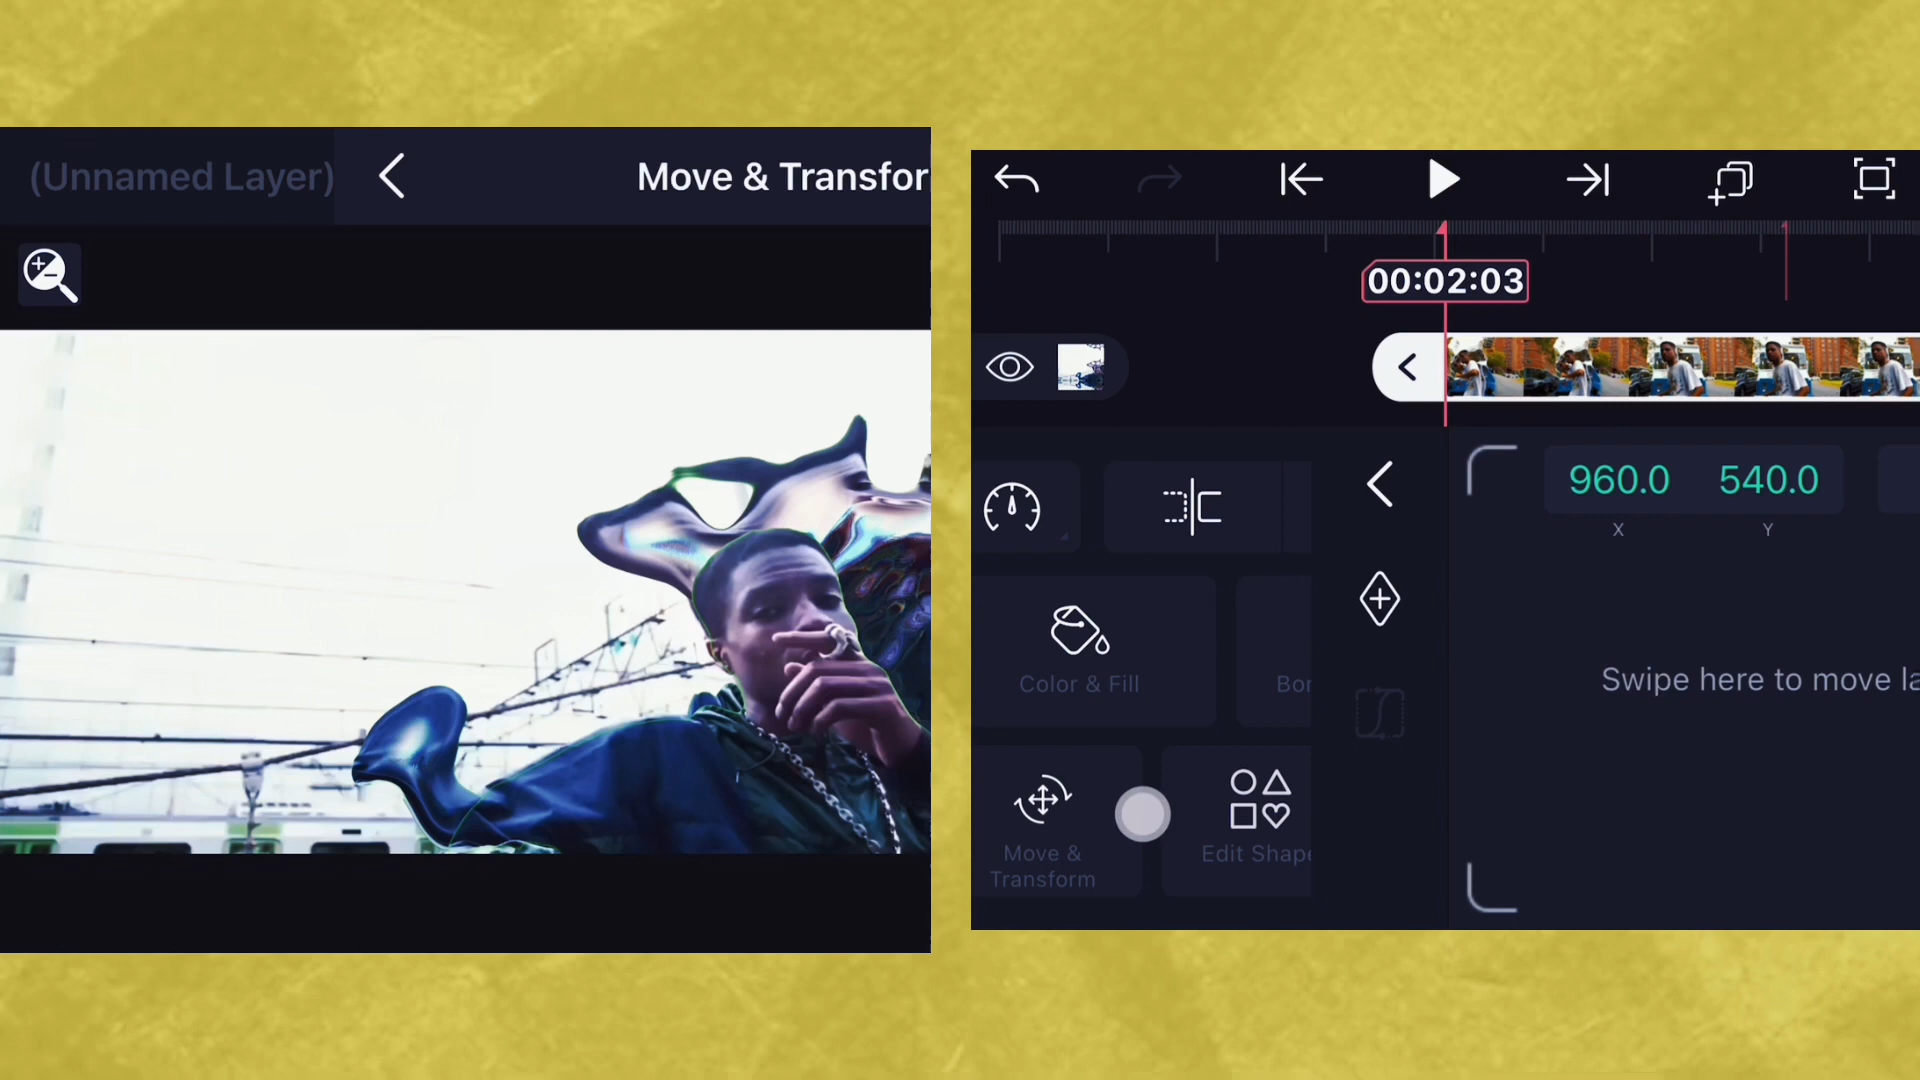 (Unnamed Layer)
Move & Transfor
00:02:03
960.0 540.0
X Y
Swipe here to move la
Color & Fill
Bor
Move &
Transform
Edit Shape